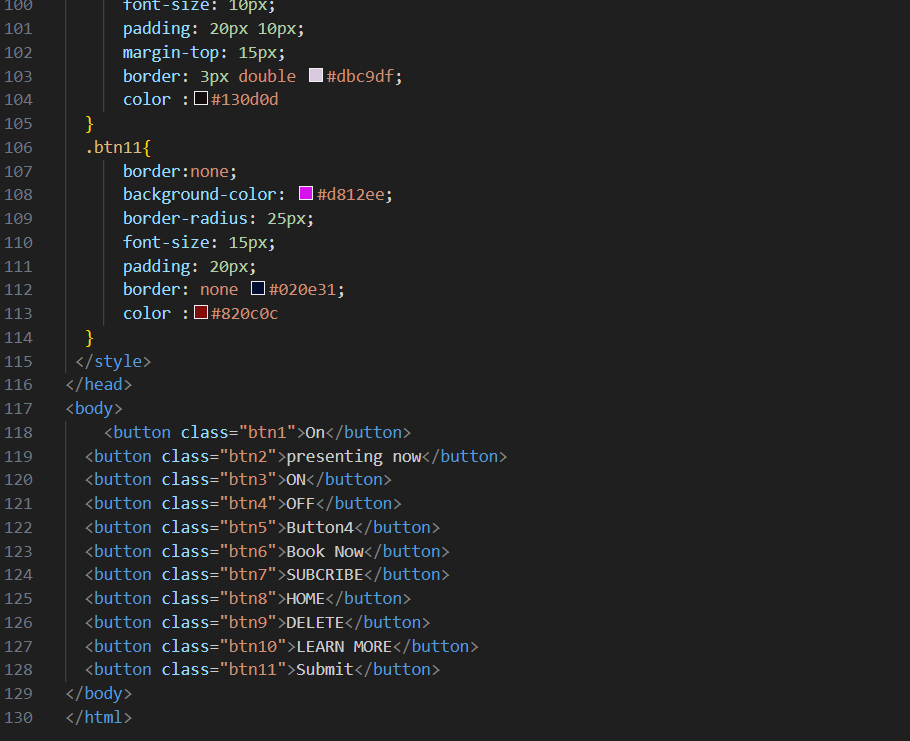 100 font-size: 10px;
101 padding: 20px 10px;
102 margin-top: 15px;
103 border: 3px double #dbc9df;
104 color :#130d0d
105 }
106 .btn11{
107 border:none;
108 background-color: #d812ee;
109 border-radius: 25px;
110 font-size: 15px;
111 padding: 20px;
112 border: none #020e31;
113 color :#820c0c
114 }
115 </style>
116 </head>
117 <body>
118 <button class="btn1">On</button>
119 <button class="btn2">presenting now</button>
120 <button class="btn3">ON</button>
121 <button class="btn4">OFF</button>
122 <button class="btn5">Button4</button>
123 <button class="btn6">Book Now</button>
124 <button class="btn7">SUBCRIBE</button>
125 <button class="btn8">HOME</button>
126 <button class="btn9">DELETE</button>
127 <button class="btn10">LEARN MORE</button>
128 <button class="btn11">Submit</button>
129 </body>
130 </html>